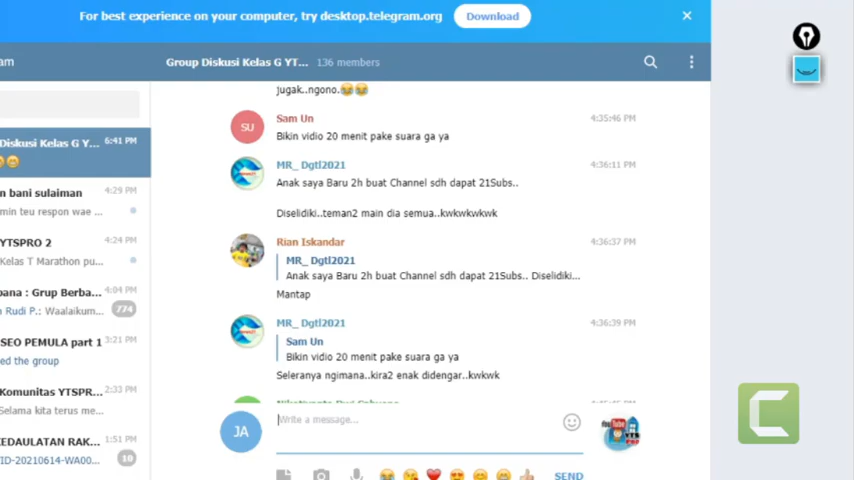 For best experience on your computer, try desktop.telegram.org Download
am
Group Diskusi Kelas G YT... 136 members
jugak..ngono.😂😂
SU
Sam Un 4:35:46 PM
Bikin vidio 20 menit pake suara ga ya
MR_ Dgtl2021 4:36:11 PM
Anak saya Baru 2h buat Channel sdh dapat 21Subs..
Diselidiki..teman2 main dia semua..kwkwkwkwk
Rian Iskandar 4:36:37 PM
MR_ Dgtl2021
Anak saya Baru 2h buat Channel sdh dapat 21Subs.. Diselidiki...
Mantap
MR_ Dgtl2021 4:36:39 PM
Sam Un
Bikin vidio 20 menit pake suara ga ya
Seleranya ngimana..kira2 enak didengar..kwkwk
JA
Write a message...
SEND
Diskusi Kelas G Y... 6:41 PM
n bani sulaiman 4:29 PM
min teu respon wae ...
YTSPRO 2 4:24 PM
Kelas T Marathon pu...
pana : Grup Berba... 4:04 PM
n Rudi P.: Waalaikum... 774
SEO PEMULA part 1 3:21 PM
ed the group
Komunitas YTSPR... 2:33 PM
Selama kita terus me...
KEDAULATAN RAK... 1:51 PM
ID-20210614-WA00... 10
C